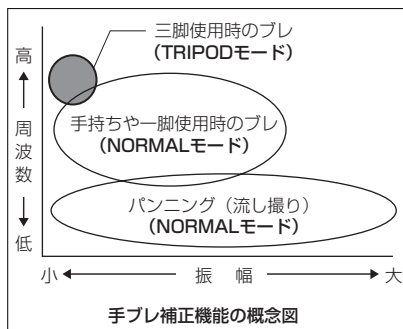 三脚使用時のブレ
(TRIPODモード)
高
周波数
低
手持ちや一脚使用時のブレ
(NORMALモード)
パンニング(流し撮り)
(NORMALモード)
小
振幅
大
手ブレ補正機能の概念図